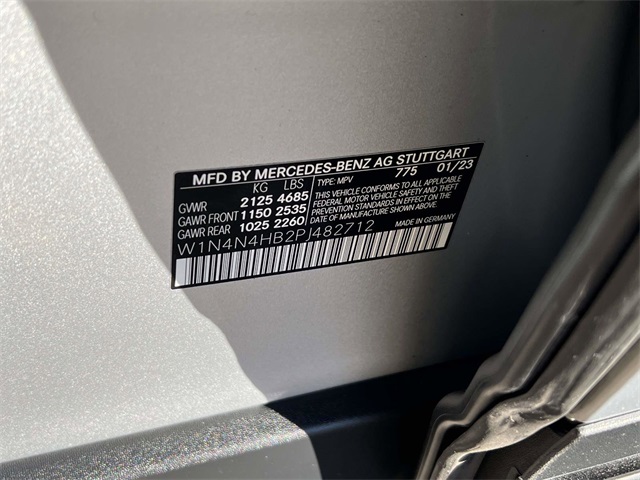 MFD BY MERCEDES-BENZ AG STUTTGART
KG LBS TYPE: MPV 775 01/23
GVWR 2125 4685
GAWR FRONT 1150 2535
GAWR REAR 1025 2260
THIS VEHICLE CONFORMS TO ALL APPLICABLE
FEDERAL MOTOR VEHICLE SAFETY, BUMPER, AND THEFT
PREVENTION STANDARDS IN EFFECT ON THE DATE OF
MANUFACTURE SHOWN ABOVE.
MADE IN GERMANY
W1N4N4HB2PJ482712